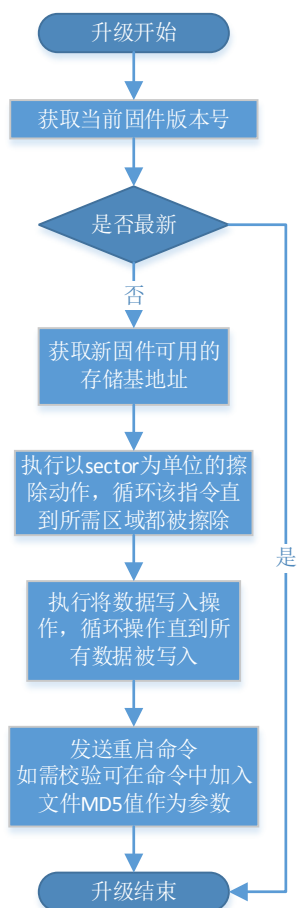 升级开始
获取当前固件版本号
是否最新
否
获取新固件可用的
存储基地址
执行以sector为单位的擦
除动作，循环该指令直
到所需区域都被擦除
是
执行将数据写入操
作，循环操作直到所
有数据被写入
发送重启命令
如需校验可在命令中加入
文件MD5值作为参数
升级结束